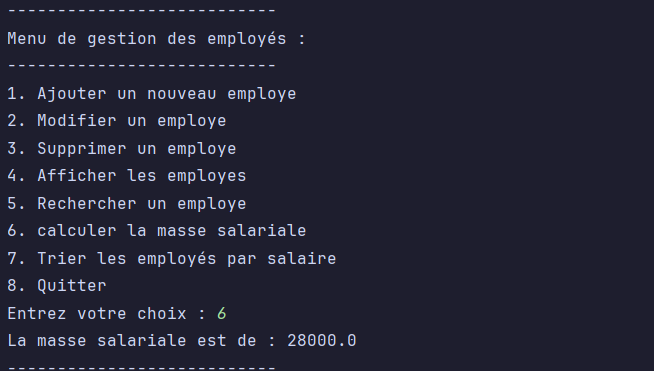 ---------------------------
Menu de gestion des employés :
---------------------------
1. Ajouter un nouveau employe
2. Modifier un employe
3. Supprimer un employe
4. Afficher les employes
5. Rechercher un employe
6. calculer la masse salariale
7. Trier les employés par salaire
8. Quitter
Entrez votre choix : 6
La masse salariale est de : 28000.0
---------------------------